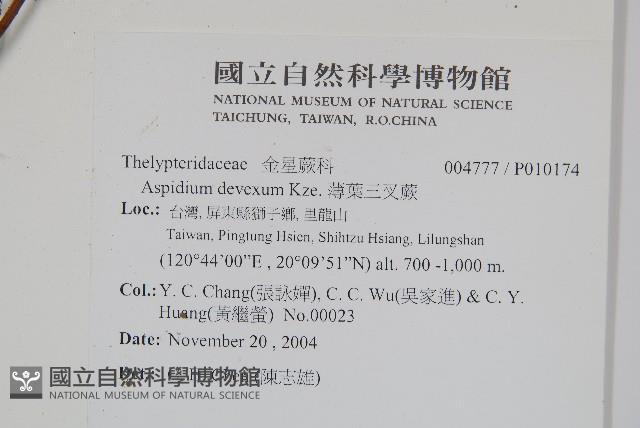 國立自然科學博物館
NATIONAL MUSEUM OF NATURAL SCIENCE
TAICHUNG, TAIWAN, R.O.CHINA
Thelypteridaceae 金星蕨科 004777 / P010174
Aspidium devexum Kze. 薄葉三叉蕨
Loc.: 台灣, 屏東縣獅子鄉, 里龍山
Taiwan, Pingtung Hsien, Shihtzu Hsiang, Lilungshan
(120°44'00"E , 20°09'51"N) alt. 700 -1,000 m.
Col.: Y. C. Chang(張詠嬋), C. C. Wu(吳家進) & C. Y.
Huang(黃繼瑩) No.00023
Date: November 20 , 2004
(陳志雄)
國立自然科學博物館
NATIONAL MUSEUM OF NATURAL SCIENCE